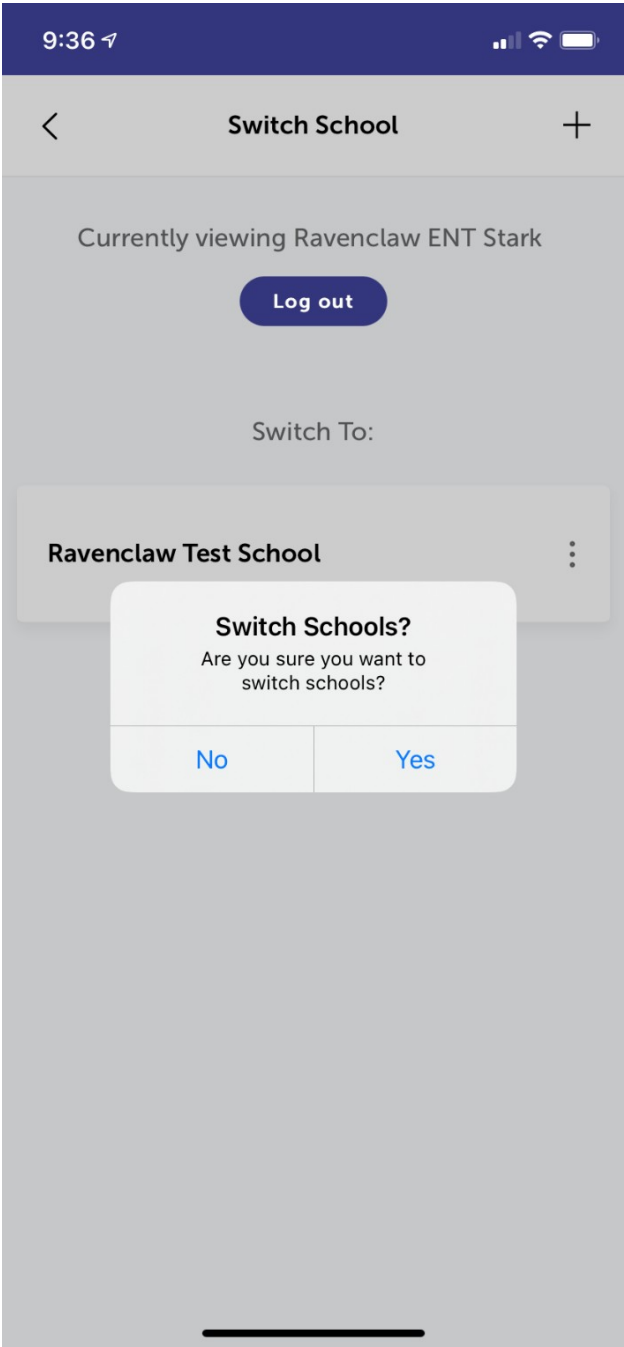 9:36
Switch School
Currently viewing Ravenclaw ENT Stark
Log out
Switch To:
Ravenclaw Test School
Switch Schools?
Are you sure you want to
switch schools?
No Yes